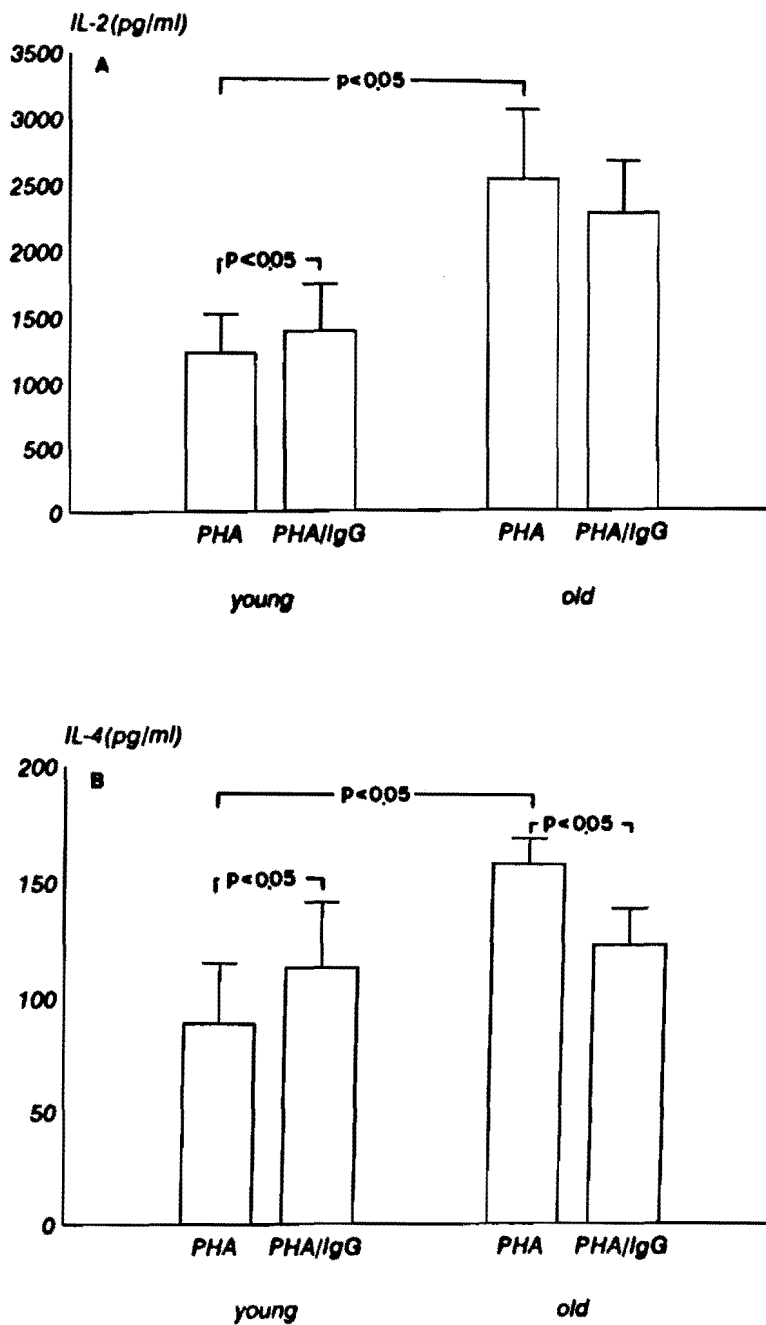 IL-2 (pg/ml)
3500
A
p<0.05
3000
2500
2000
p<0.05
1500
1000
500
0
PHA PHA/IgG PHA PHA/IgG
young old
IL-4 (pg/ml)
200
B
p<0.05
p<0.05
150
p<0.05
100
50
0
PHA PHA/IgG PHA PHA/IgG
young old